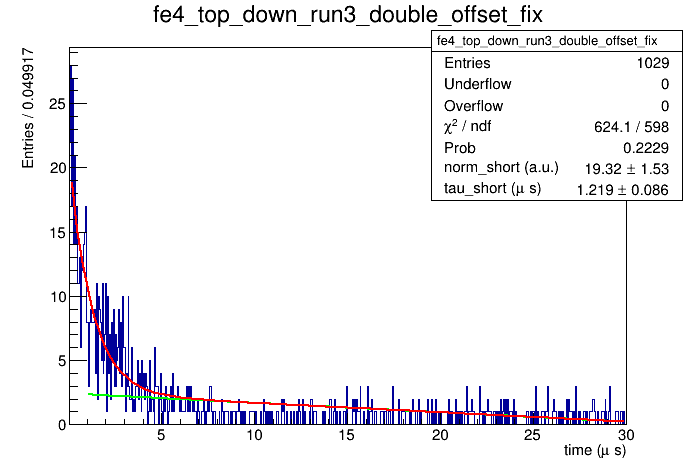 fe4_top_down_run3_double_offset_fix
fe4_top_down_run3_double_offset_fix
Entries 1029
Underflow 0
Overflow 0
χ² / ndf 624.1 / 598
Prob 0.2229
norm_short (a.u.) 19.32 ± 1.53
tau_short (μ s) 1.219 ± 0.086
Entries / 0.049917
25
20
15
10
5
0
5 10 15 20 25 30
time (μ s)